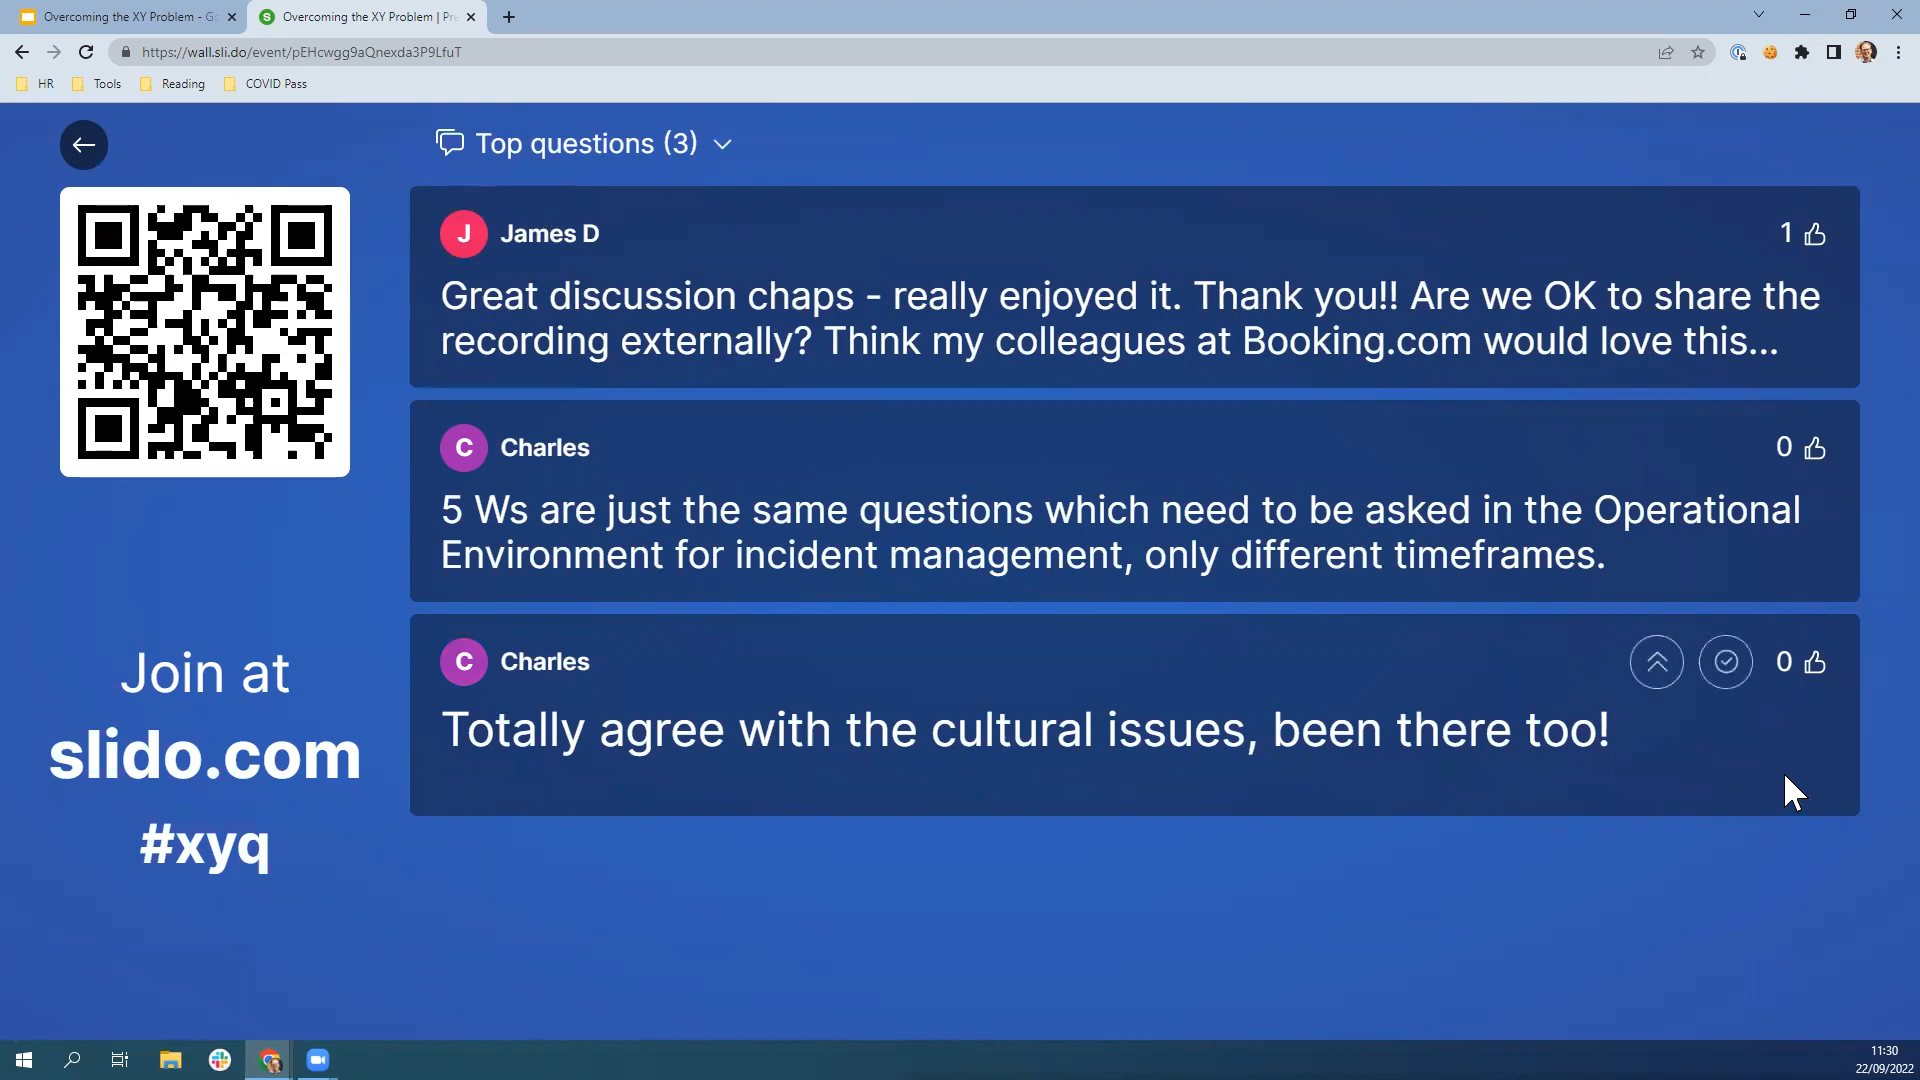 Overcoming the XY Problem - Go
Overcoming the XY Problem | Pre
https://wall.sli.do/event/pEHcwgg9aQnexda3P9LfuT
HR
Tools
Reading
COVID Pass
Top questions (3)
J
James D
1
Great discussion chaps - really enjoyed it. Thank you!! Are we OK to share the
recording externally? Think my colleagues at Booking.com would love this...
C
Charles
0
5 Ws are just the same questions which need to be asked in the Operational
Environment for incident management, only different timeframes.
C
Charles
0
Totally agree with the cultural issues, been there too!
Join at
slido.com
#xyq
11:30
22/09/2022